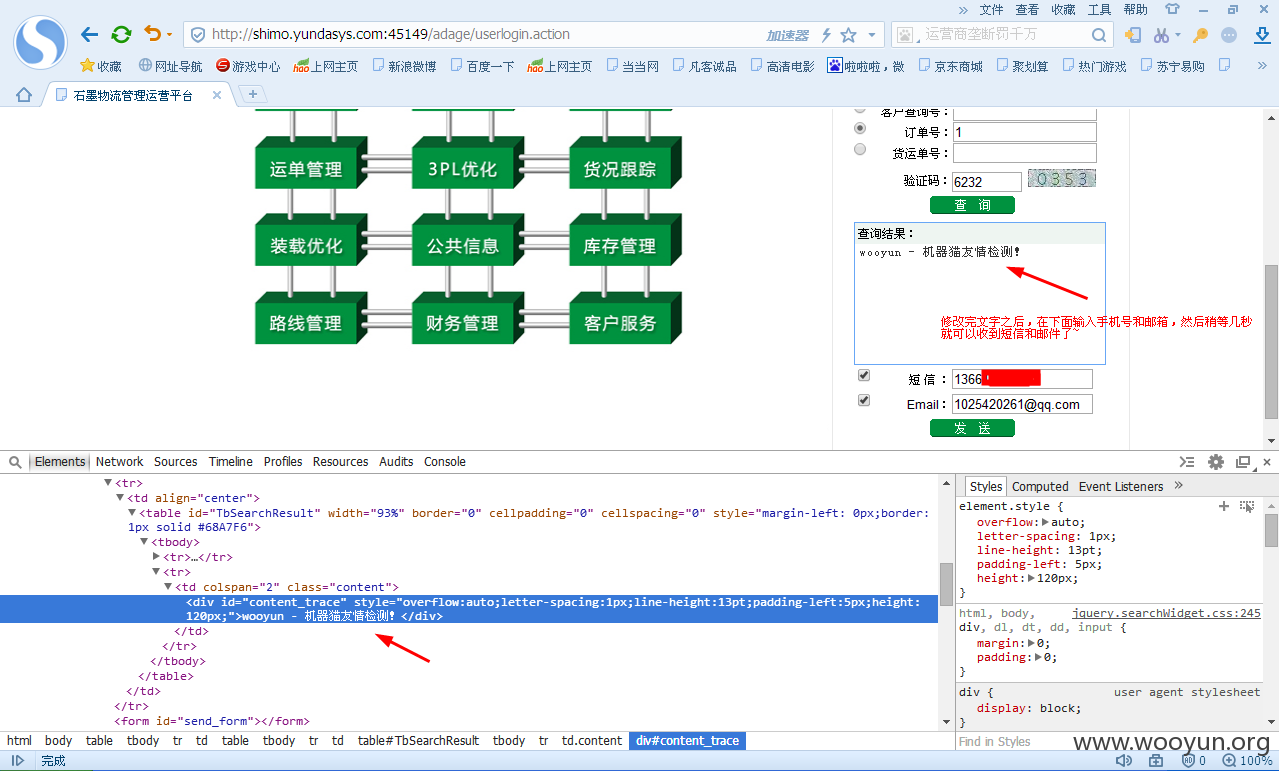 » 文件 查看 收藏 工具 帮助
http://shimo.yundasys.com:45149/adage/userlogin.action 加速器 运营商垄断罚千万
收藏 网址导航 游戏中心 hao上网主页 新浪微博 百度一下 hao上网主页 当当网 凡客诚品 高清电影 啦啦啦，微 京东商城 聚划算 热门游戏 苏宁易购 »
石墨物流管理运营平台 × +
客户查询号：
订单号： 1
货运单号：
验证码： 6232 0353
查 询
运单管理 3PL优化 货况跟踪
装载优化 公共信息 库存管理
路线管理 财务管理 客户服务
查询结果：
wooyun - 机器猫友情检测!
修改完文字之后，在下面输入手机号和邮箱，然后稍等几秒
就可以收到短信和邮件了~
短 信： 1366
Email： 1025420261@qq.com
发 送
Elements Network Sources Timeline Profiles Resources Audits Console
▼<tr>
▼<td align="center">
▼<table id="TbSearchResult" width="93%" border="0" cellpadding="0" cellspacing="0" style="margin-left: 0px;border:
1px solid #68A7F6">
▼<tbody>
▶<tr>…</tr>
▼<tr>
▼<td colspan="2" class="content">
<div id="content_trace" style="overflow:auto;letter-spacing:1px;line-height:13pt;padding-left:5px;height:
120px;">wooyun - 机器猫友情检测! </div>
</td>
</tr>
</tbody>
</table>
</td>
</tr>
<form id="send_form"></form>
html body table tbody tr td table tbody tr td table#TbSearchResult tbody tr td.content div#content_trace
Styles Computed Event Listeners »
element.style {
overflow:▶auto;
letter-spacing: 1px;
line-height: 13pt;
padding-left: 5px;
height:▶120px;
}
html, body, jquery.searchWidget.css:245
div, dl, dt, dd, input {
margin:▶0;
padding:▶0;
}
div { user agent stylesheet
display: block;
}
Find in Styles
www.wooyun.org
完成 0 100%